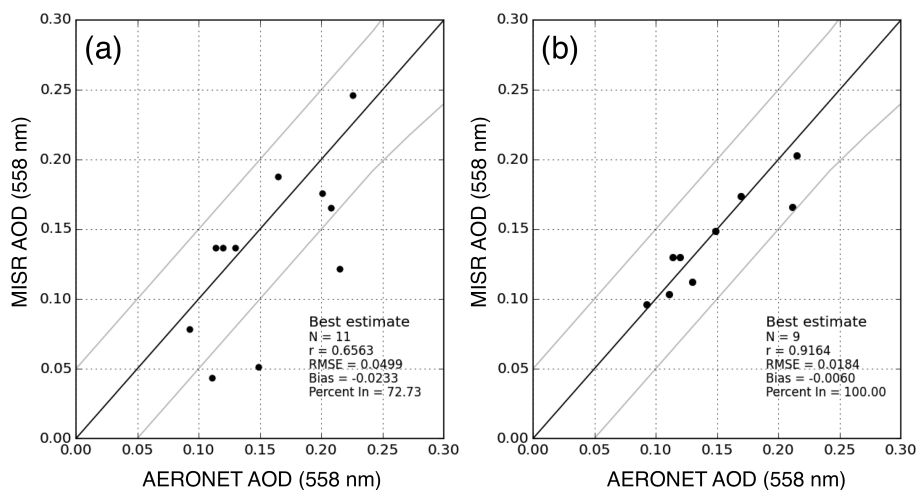 (a)
0.30
0.25
0.20
0.15
0.10
0.05
0.00
MISR AOD (558 nm)
Best estimate
N = 11
r = 0.6563
RMSE = 0.0499
Bias = -0.0233
Percent In = 72.73
0.00 0.05 0.10 0.15 0.20 0.25 0.30
AERONET AOD (558 nm)
(b)
0.30
0.25
0.20
0.15
0.10
0.05
0.00
MISR AOD (558 nm)
Best estimate
N = 9
r = 0.9164
RMSE = 0.0184
Bias = -0.0060
Percent In = 100.00
0.00 0.05 0.10 0.15 0.20 0.25 0.30
AERONET AOD (558 nm)